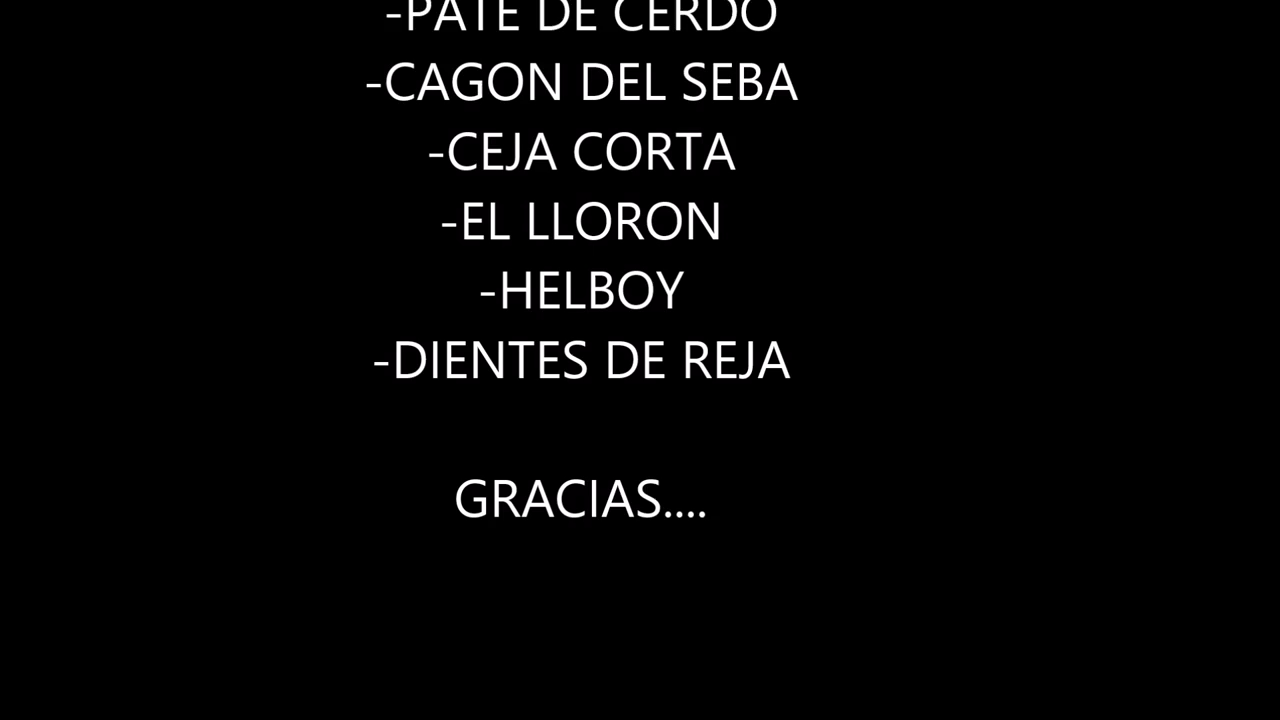 -PATE DE CERDO
-CAGON DEL SEBA
-CEJA CORTA
-EL LLORON
-HELBOY
-DIENTES DE REJA
GRACIAS....